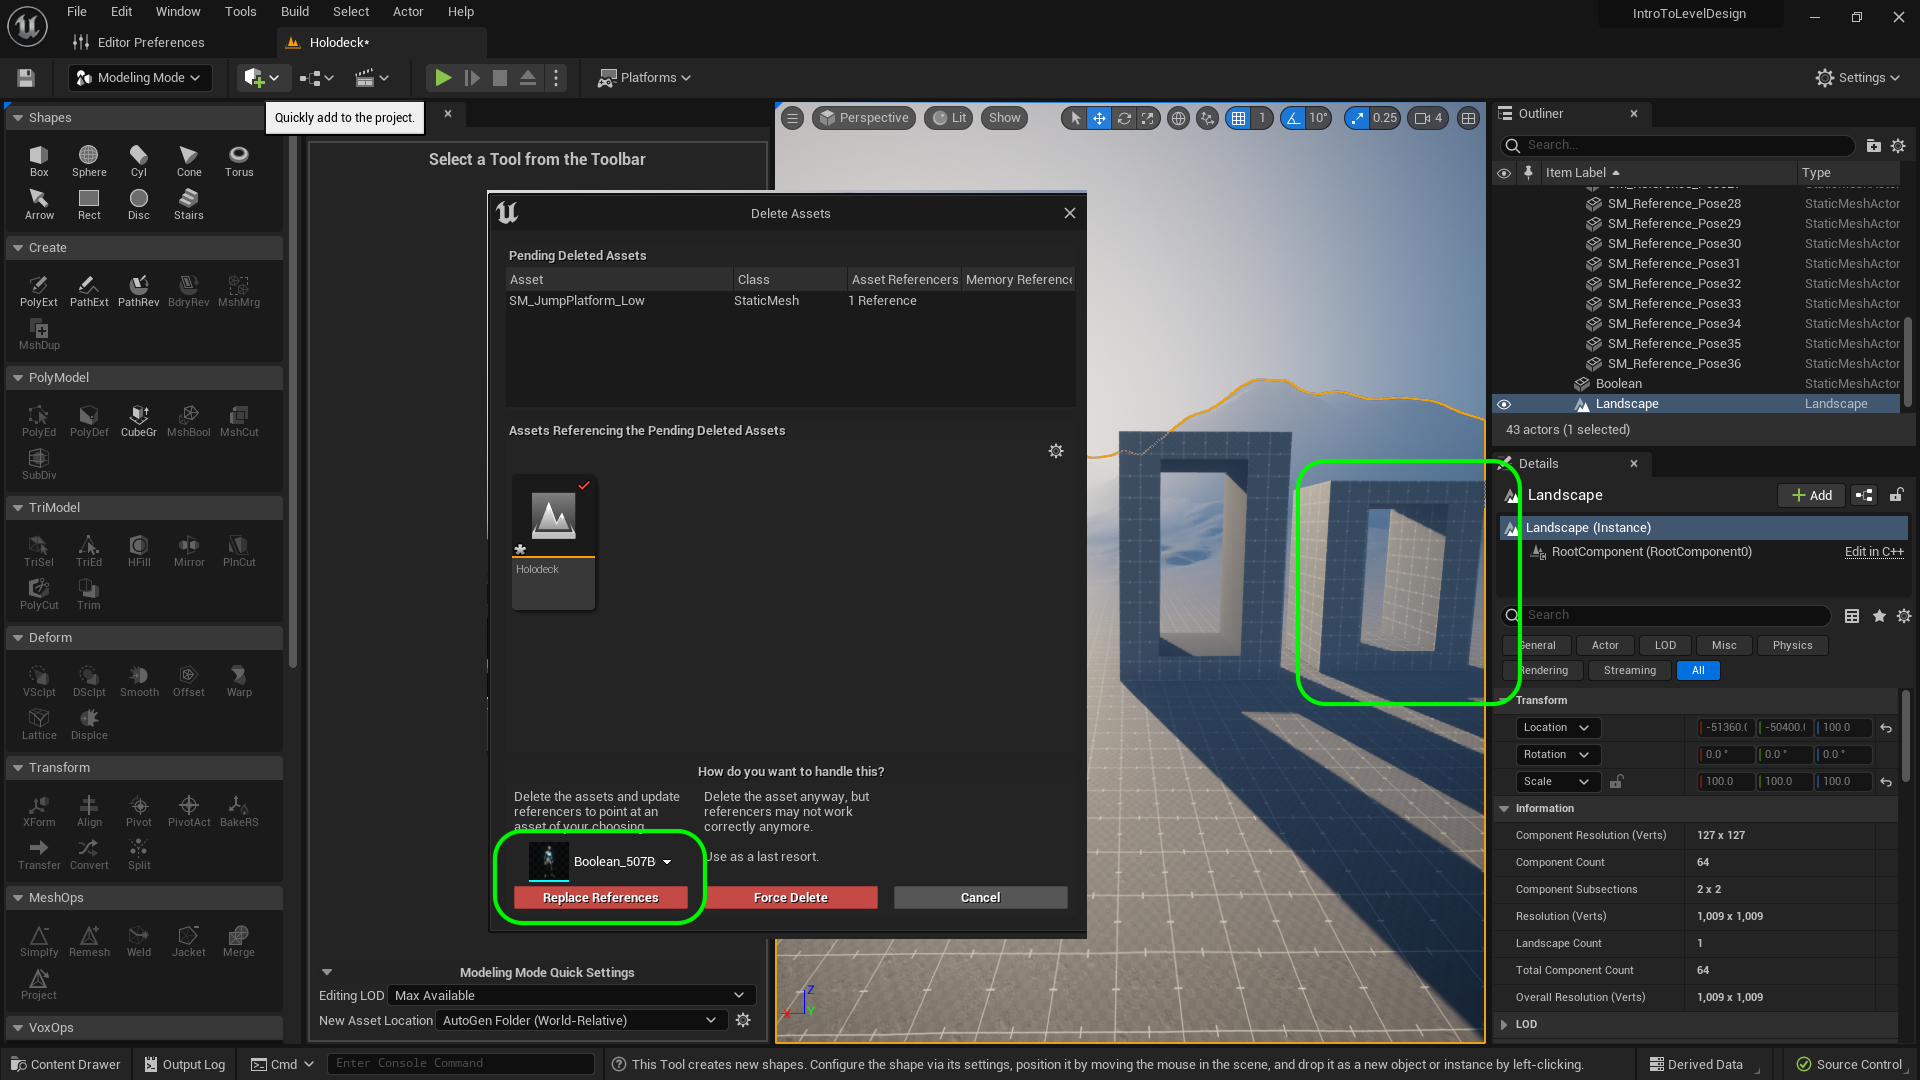 File Edit Window Tools Build Select Actor Help
IntroToLevelDesign
Editor Preferences
Holodeck*
Modeling Mode
Platforms
Settings
Quickly add to the project.
Shapes
Box Sphere Cyl Cone Torus
Arrow Rect Disc Stairs
Create
PolyExt PathExt PathRev BdryRev MshMrg
MshDup
PolyModel
PolyEd PolyDef CubeGr MshBool MshCut
SubDiv
TriModel
TriSel TriEd HFill Mirror PlnCut
PolyCut Trim
Deform
VSclpt DSclpt Smooth Offset Warp
Lattice Displce
Transform
XForm Align Pivot PivotAct BakeRS
Transfer Convert Split
MeshOps
Simplfy Remesh Weld Jacket Merge
Project
VoxOps
Select a Tool from the Toolbar
Delete Assets
Pending Deleted Assets
Asset Class Asset Referencers Memory Reference
SM_JumpPlatform_Low StaticMesh 1 Reference
Assets Referencing the Pending Deleted Assets
Holodeck
How do you want to handle this?
Delete the assets and update
referencers to point at an
asset of your choosing
Delete the asset anyway, but
referencers may not work
correctly anymore.
Use as a last resort.
Boolean_507B
Replace References
Force Delete
Cancel
Modeling Mode Quick Settings
Editing LOD Max Available
New Asset Location AutoGen Folder (World-Relative)
Perspective Lit Show
1 10° 0.25 4
Z
X Y
Outliner
Search...
Item Label Type
SM_Reference_Pose28 StaticMeshActor
SM_Reference_Pose29 StaticMeshActor
SM_Reference_Pose30 StaticMeshActor
SM_Reference_Pose31 StaticMeshActor
SM_Reference_Pose32 StaticMeshActor
SM_Reference_Pose33 StaticMeshActor
SM_Reference_Pose34 StaticMeshActor
SM_Reference_Pose35 StaticMeshActor
SM_Reference_Pose36 StaticMeshActor
Boolean StaticMeshActor
Landscape Landscape
43 actors (1 selected)
Details
Landscape
Add
Landscape (Instance)
RootComponent (RootComponent0) Edit in C++
Search
General Actor LOD Misc Physics
Rendering Streaming All
Transform
Location -51360.( -50400.( 100.0
Rotation 0.0 ° 0.0 ° 0.0 °
Scale 100.0 100.0 100.0
Information
Component Resolution (Verts) 127 x 127
Component Count 64
Component Subsections 2 x 2
Resolution (Verts) 1,009 x 1,009
Landscape Count 1
Total Component Count 64
Overall Resolution (Verts) 1,009 x 1,009
LOD
Content Drawer Output Log Cmd Enter Console Command
This Tool creates new shapes. Configure the shape via its settings, position it by moving the mouse in the scene, and drop it as a new object or instance by left-clicking.
Derived Data
Source Control